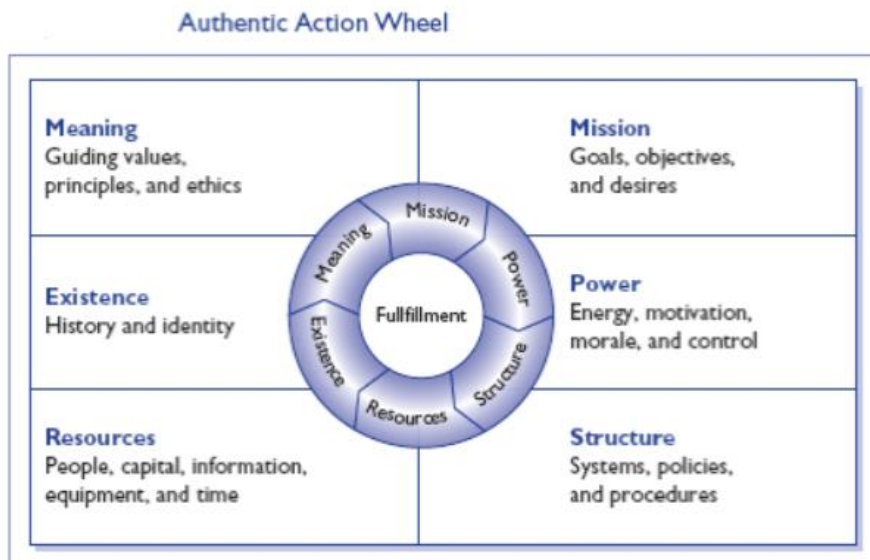 Authentic Action Wheel
Meaning
Guiding values,
principles, and ethics
Mission
Goals, objectives,
and desires
Existence
History and identity
Power
Energy, motivation,
morale, and control
Resources
People, capital, information,
equipment, and time
Structure
Systems, policies,
and procedures
Mission
Power
Structure
Resources
Existence
Meaning
Fullfillment